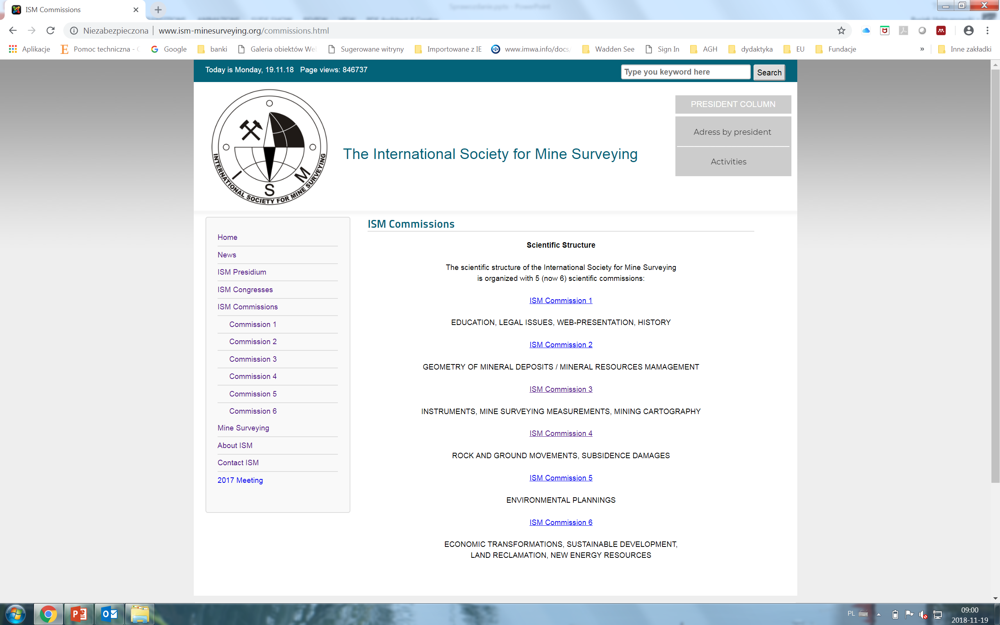 ISM Commissions
Niezabezpieczona | www.ism-minesurveying.org/commissions.html
Aplikacje Pomoc techniczna - Google banki Galeria obiektów We Sugerowane witryny Importowane z IE www.imwa.info/docs/ Wadden See Sign In AGH dydaktyka EU Fundacje » Inne zakładki
Today is Monday, 19.11.18 Page views: 846737
Type you keyword here Search
INTERNATIONAL SOCIETY FOR MINE SURVEYING
I S M
The International Society for Mine Surveying
PRESIDENT COLUMN
Adress by president
Activities
Home
News
ISM Presidium
ISM Congresses
ISM Commissions
Commission 1
Commission 2
Commission 3
Commission 4
Commission 5
Commission 6
Mine Surveying
About ISM
Contact ISM
2017 Meeting
ISM Commissions
Scientific Structure
The scientific structure of the International Society for Mine Surveying
is organized with 5 (now 6) scientific commissions:
ISM Commission 1
EDUCATION, LEGAL ISSUES, WEB-PRESENTATION, HISTORY
ISM Commission 2
GEOMETRY OF MINERAL DEPOSITS / MINERAL RESOURCES MAMAGEMENT
ISM Commission 3
INSTRUMENTS, MINE SURVEYING MEASUREMENTS, MINING CARTOGRAPHY
ISM Commission 4
ROCK AND GROUND MOVEMENTS, SUBSIDENCE DAMAGES
ISM Commission 5
ENVIRONMENTAL PLANNINGS
ISM Commission 6
ECONOMIC TRANSFORMATIONS, SUSTAINABLE DEVELOPMENT,
LAND RECLAMATION, NEW ENERGY RESOURCES
PL
09:00
2018-11-19